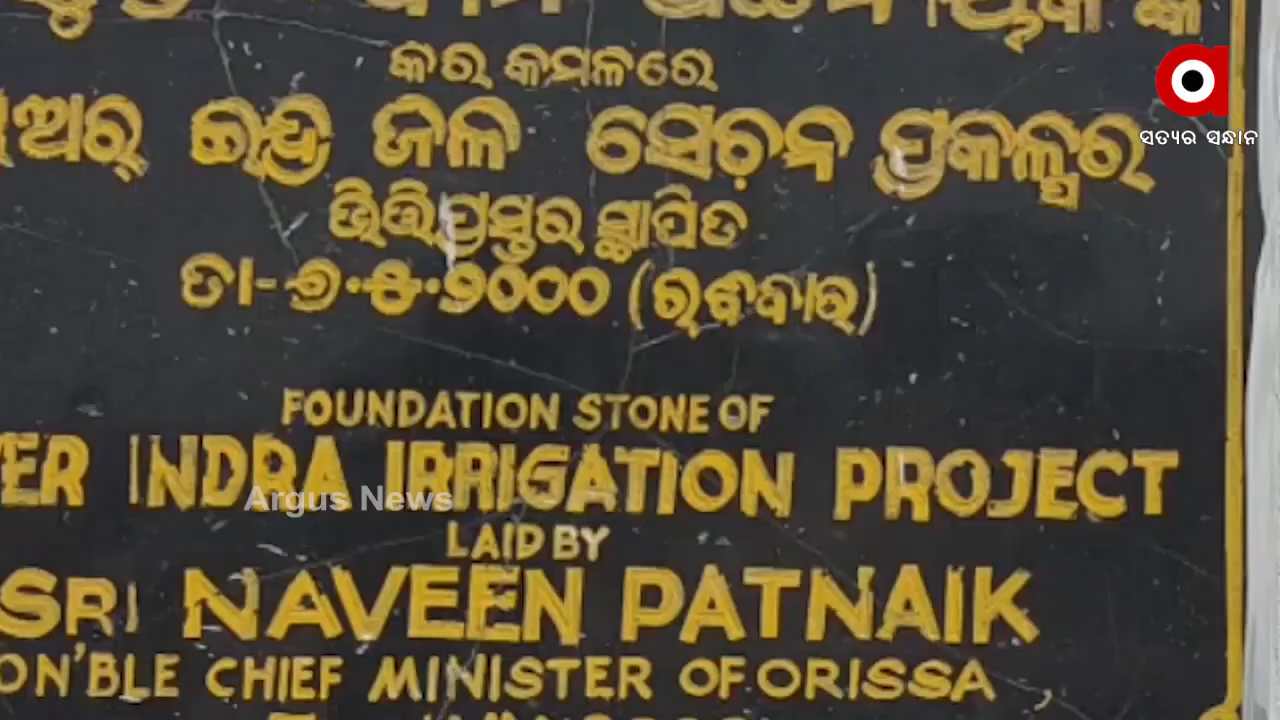 କର କମଳରେ
ଲୋଅର୍ ଇନ୍ଦ୍ର ଜଳ ସେଚନ ପ୍ରକଳ୍ପର
ଭିତ୍ତିପ୍ରସ୍ତର ସ୍ଥାପିତ
ତା-୭.୫.୨୦୦୦ (ରବିବାର)
FOUNDATION STONE OF
ER INDRA IRRIGATION PROJECT
LAID BY
SRI NAVEEN PATNAIK
ON'BLE CHIEF MINISTER OF ORISSA
ସତ୍ୟର ସନ୍ଧାନ
Argus News